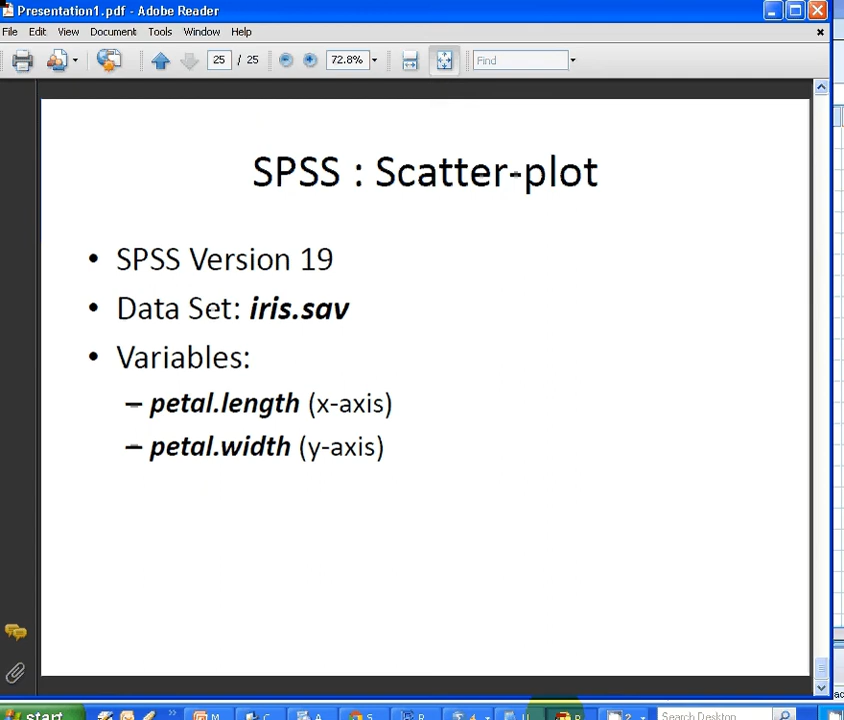 Presentation1.pdf - Adobe Reader
File Edit View Document Tools Window Help
25 / 25 72.8% Find
SPSS : Scatter-plot
• SPSS Version 19
• Data Set: iris.sav
• Variables:
– petal.length (x-axis)
– petal.width (y-axis)
start Search Desktop